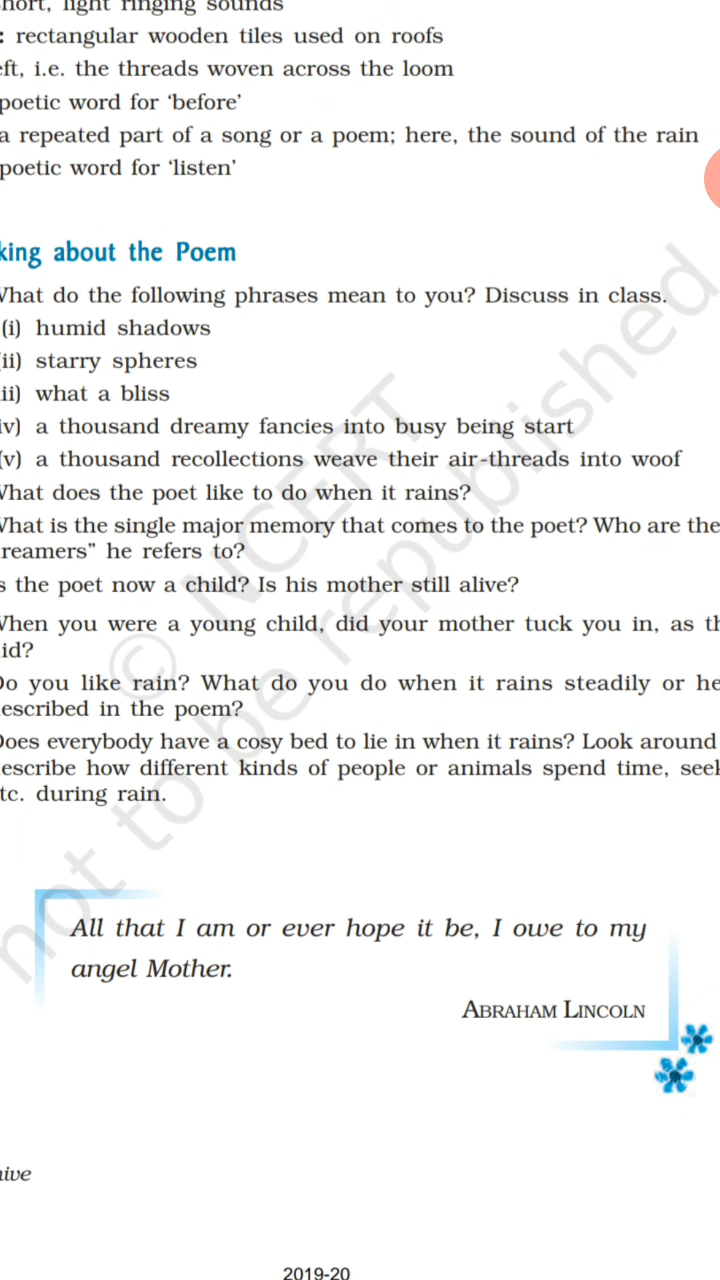 short, light ringing sounds
: rectangular wooden tiles used on roofs
eft, i.e. the threads woven across the loom
poetic word for ‘before’
a repeated part of a song or a poem; here, the sound of the rain
poetic word for ‘listen’
king about the Poem
What do the following phrases mean to you? Discuss in class.
(i) humid shadows
(ii) starry spheres
iii) what a bliss
iv) a thousand dreamy fancies into busy being start
(v) a thousand recollections weave their air-threads into woof
What does the poet like to do when it rains?
What is the single major memory that comes to the poet? Who are the
reamers” he refers to?
s the poet now a child? Is his mother still alive?
When you were a young child, did your mother tuck you in, as th
id?
Do you like rain? What do you do when it rains steadily or he
escribed in the poem?
Does everybody have a cosy bed to lie in when it rains? Look around
escribe how different kinds of people or animals spend time, seek
tc. during rain.
© NCERT
not to be republished
All that I am or ever hope it be, I owe to my
angel Mother.
ABRAHAM LINCOLN
ive
2019-20